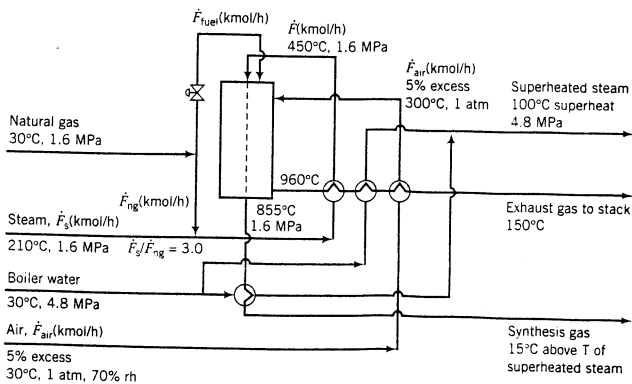 Ḟfuel(kmol/h)
Ḟ(kmol/h)
450°C, 1.6 MPa
Ḟair(kmol/h)
5% excess
300°C, 1 atm
Superheated steam
100°C superheat
4.8 MPa
Natural gas
30°C, 1.6 MPa
960°C
Ḟng(kmol/h)
855°C
1.6 MPa
Exhaust gas to stack
150°C
Steam, Ḟs(kmol/h)
210°C, 1.6 MPa
Ḟs/Ḟng = 3.0
Boiler water
30°C, 4.8 MPa
Air, Ḟair(kmol/h)
5% excess
30°C, 1 atm, 70% rh
Synthesis gas
15°C above T of
superheated steam